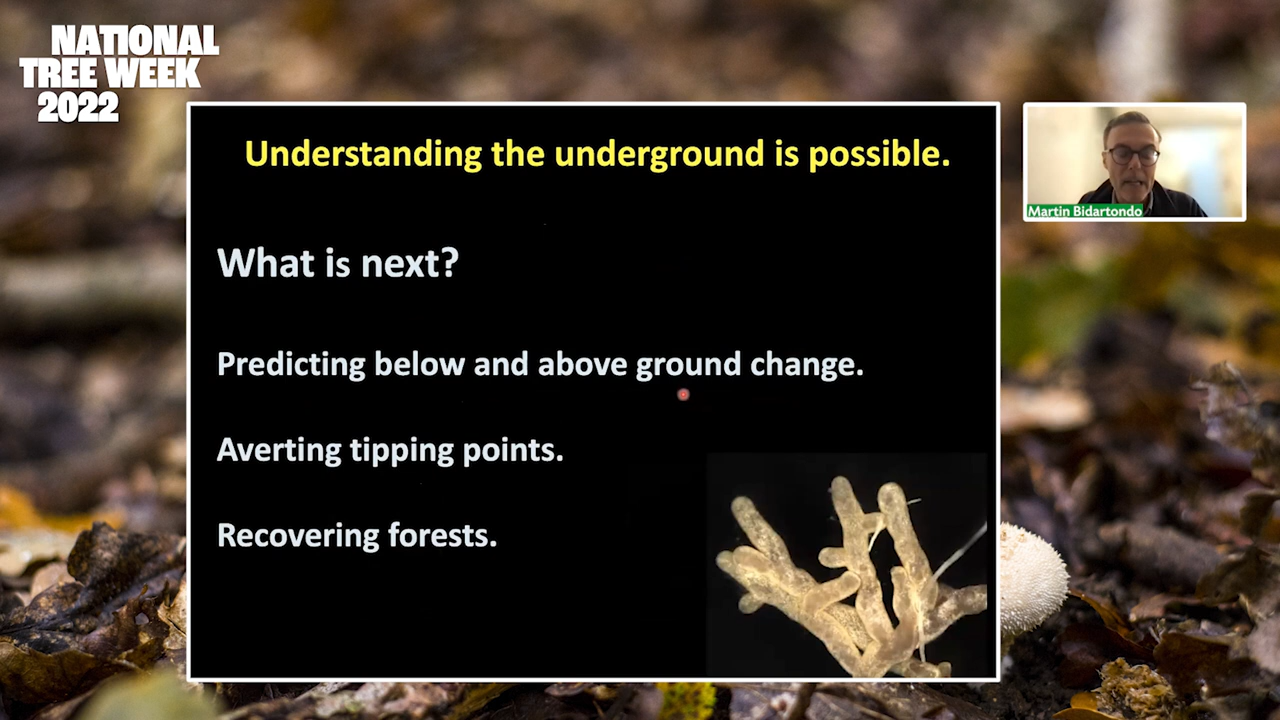 NATIONAL
TREE WEEK
2022
Understanding the underground is possible.
What is next?
Predicting below and above ground change.
Averting tipping points.
Recovering forests.
Martin Bidartondo